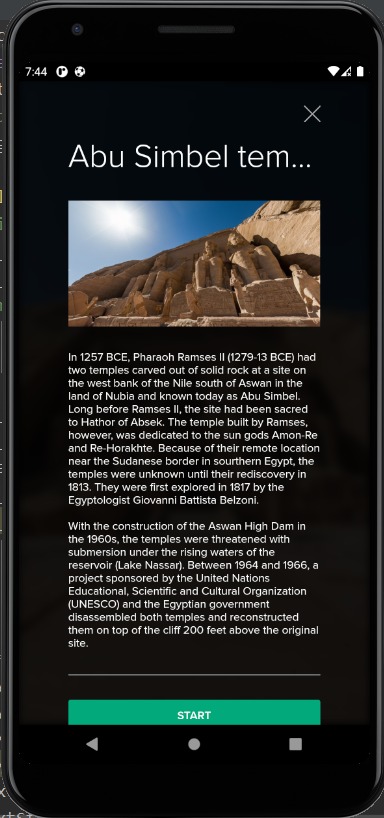 7:44
Abu Simbel tem...
In 1257 BCE, Pharaoh Ramses II (1279-13 BCE) had
two temples carved out of solid rock at a site on
the west bank of the Nile south of Aswan in the
land of Nubia and known today as Abu Simbel.
Long before Ramses II, the site had been sacred
to Hathor of Absek. The temple built by Ramses,
however, was dedicated to the sun gods Amon-Re
and Re-Horakhte. Because of their remote location
near the Sudanese border in sourthern Egypt, the
temples were unknown until their rediscovery in
1813. They were first explored in 1817 by the
Egyptologist Giovanni Battista Belzoni.
With the construction of the Aswan High Dam in
the 1960s, the temples were threatened with
submersion under the rising waters of the
reservoir (Lake Nassar). Between 1964 and 1966, a
project sponsored by the United Nations
Educational, Scientific and Cultural Organization
(UNESCO) and the Egyptian government
disassembled both temples and reconstructed
them on top of the cliff 200 feet above the original
site.
START